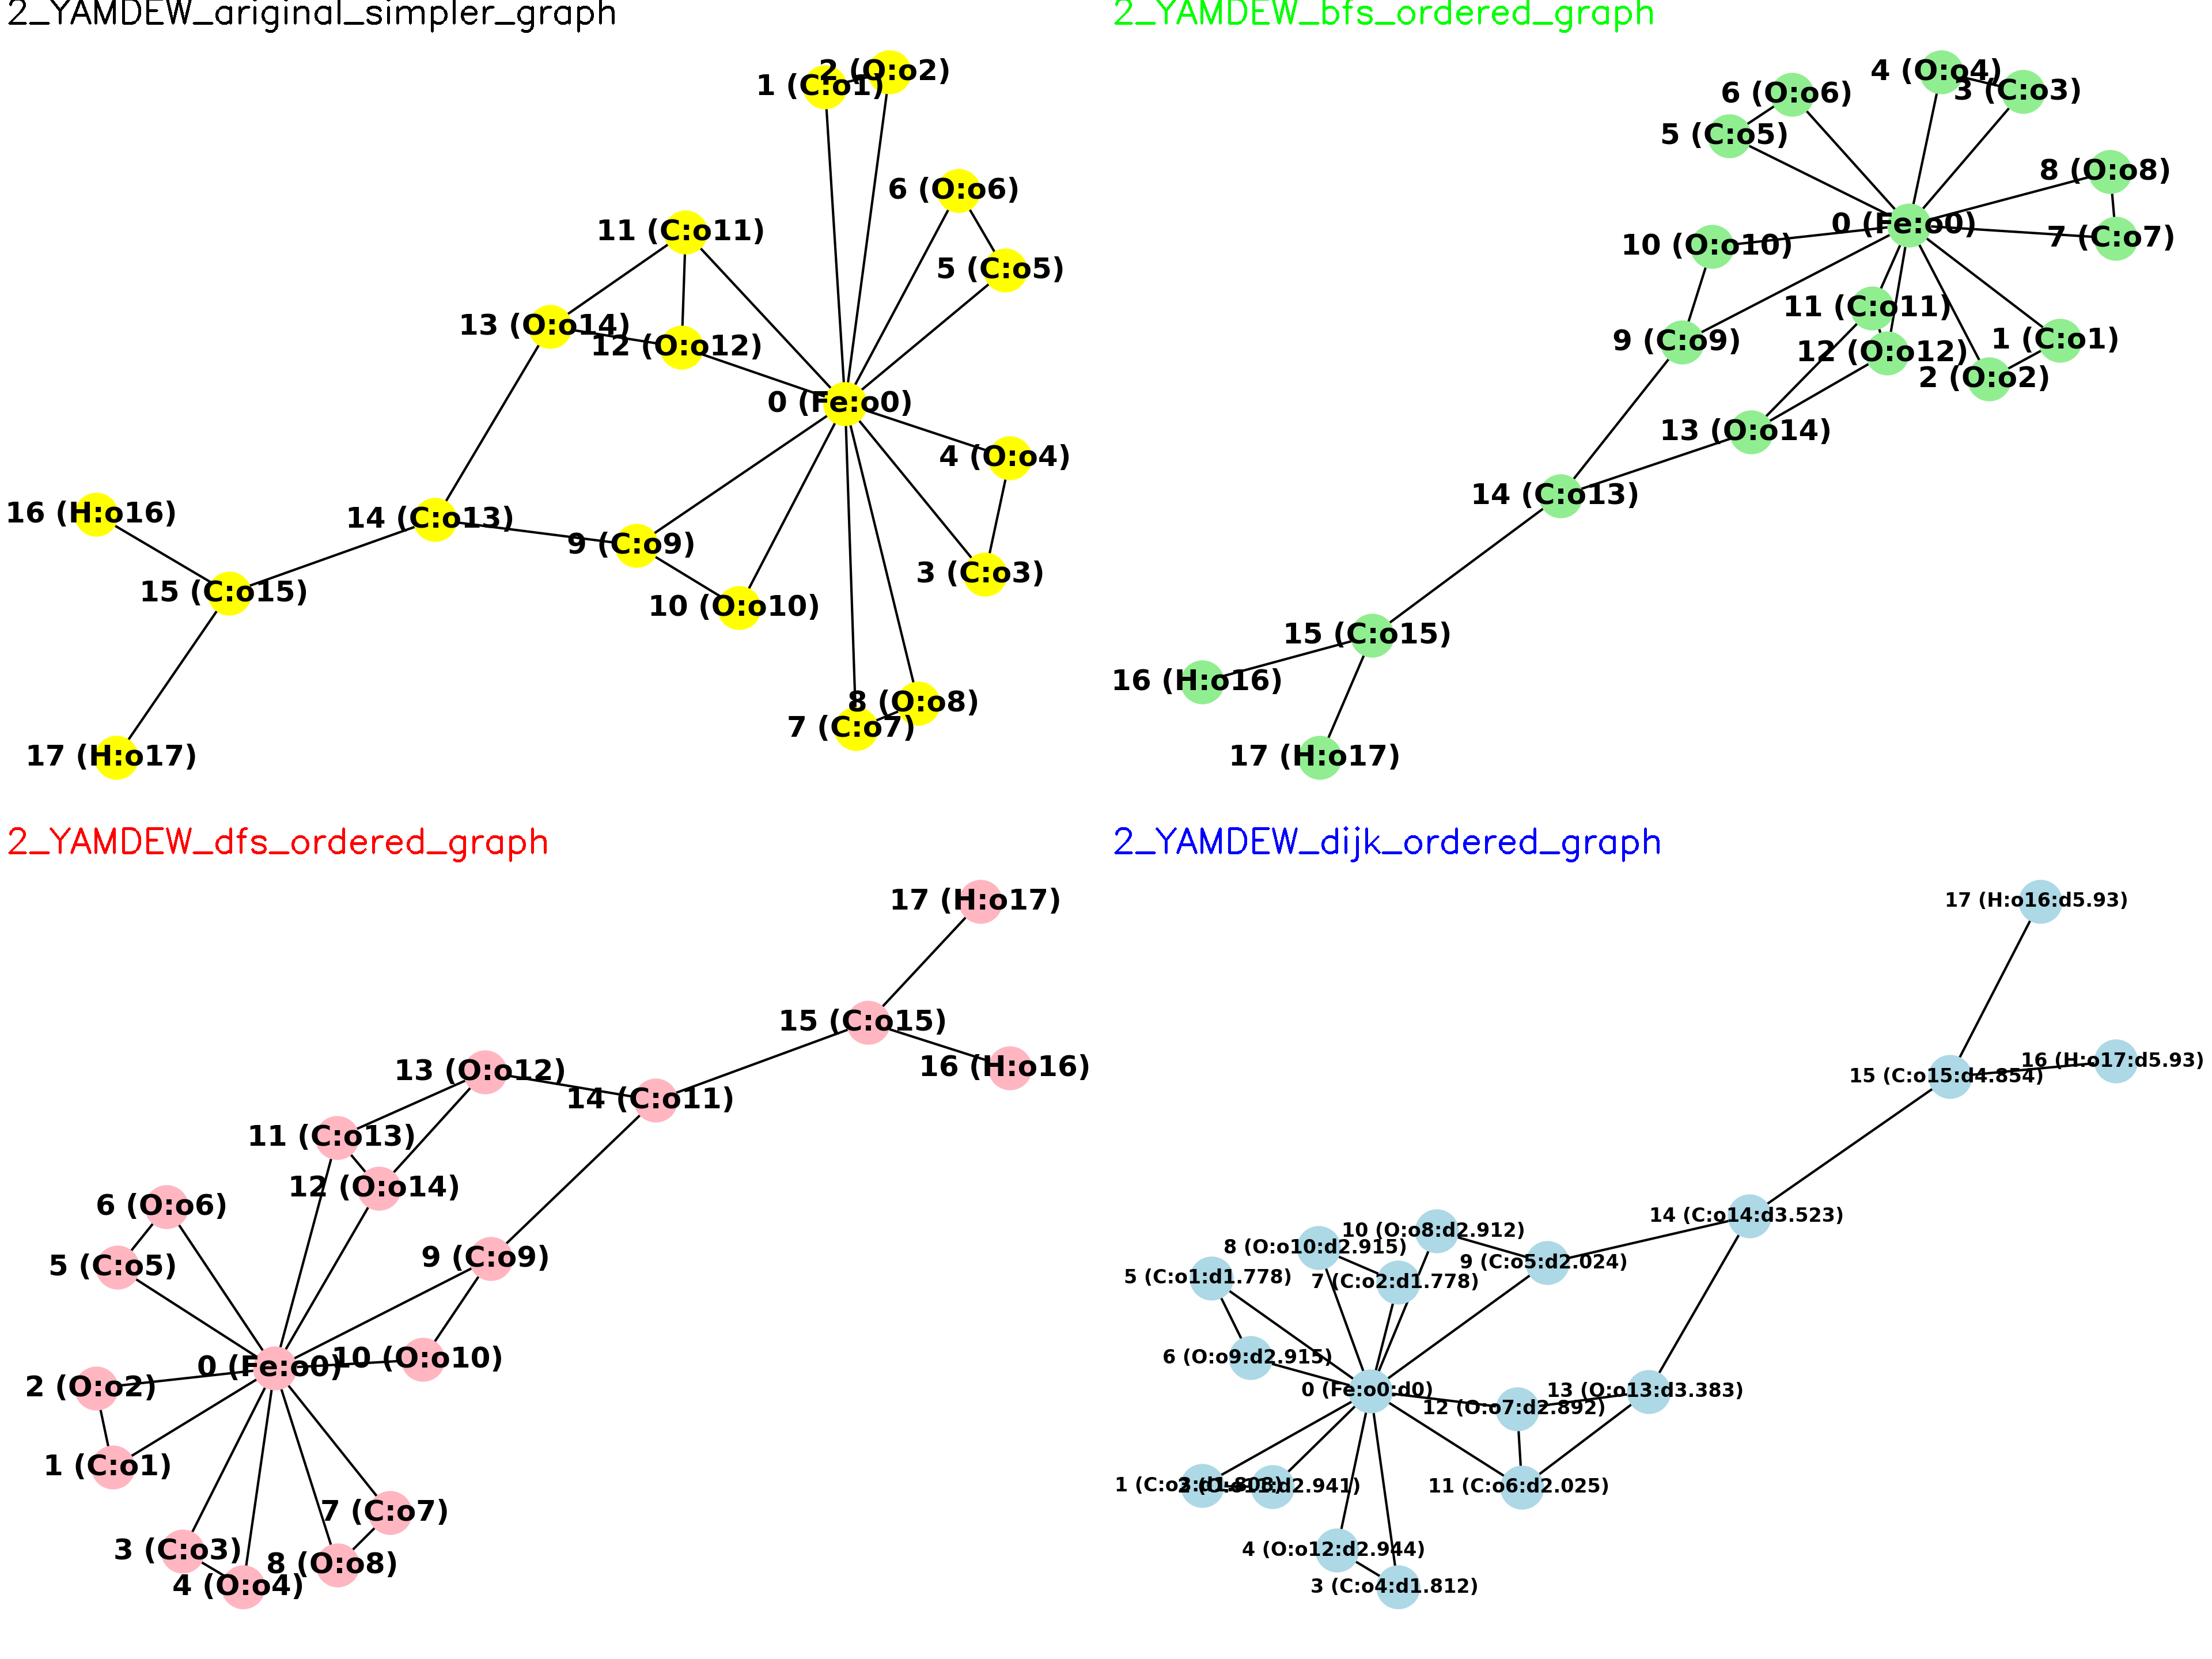 2_YAMDEW_ariginal_simpler_graph
2 (O:o2)
1 (C:o1)
6 (O:o6)
11 (C:o11)
5 (C:o5)
13 (O:o14)
12 (O:o12)
0 (Fe:o0)
4 (O:o4)
16 (H:o16)
14 (C:o13)
9 (C:o9)
3 (C:o3)
15 (C:o15)
10 (O:o10)
8 (O:o8)
7 (C:o7)
17 (H:o17)
2_YAMDEW_bfs_ordered_graph
4 (O:o4)
3 (C:o3)
6 (O:o6)
5 (C:o5)
8 (O:o8)
0 (Fe:o0)
7 (C:o7)
10 (O:o10)
11 (C:o11)
9 (C:o9)
1 (C:o1)
12 (O:o12)
2 (O:o2)
13 (O:o14)
14 (C:o13)
15 (C:o15)
16 (H:o16)
17 (H:o17)
2_YAMDEW_dfs_ordered_graph
17 (H:o17)
15 (C:o15)
13 (O:o12)
16 (H:o16)
14 (C:o11)
11 (C:o13)
12 (O:o14)
6 (O:o6)
9 (C:o9)
5 (C:o5)
0 (Fe:o0)
10 (O:o10)
2 (O:o2)
1 (C:o1)
7 (C:o7)
3 (C:o3)
8 (O:o8)
4 (O:o4)
2_YAMDEW_dijk_ordered_graph
17 (H:o16:d5.93)
16 (H:o17:d5.93)
15 (C:o15:d4.854)
14 (C:o14:d3.523)
10 (O:o8:d2.912)
8 (O:o10:d2.915)
9 (C:o5:d2.024)
5 (C:o1:d1.778)
7 (C:o2:d1.778)
6 (O:o9:d2.915)
0 (Fe:o0:d0)
13 (O:o13:d3.383)
12 (O:o7:d2.892)
1 (C:o3:d1.808)
2 (O:o11:d2.941)
11 (C:o6:d2.025)
4 (O:o12:d2.944)
3 (C:o4:d1.812)